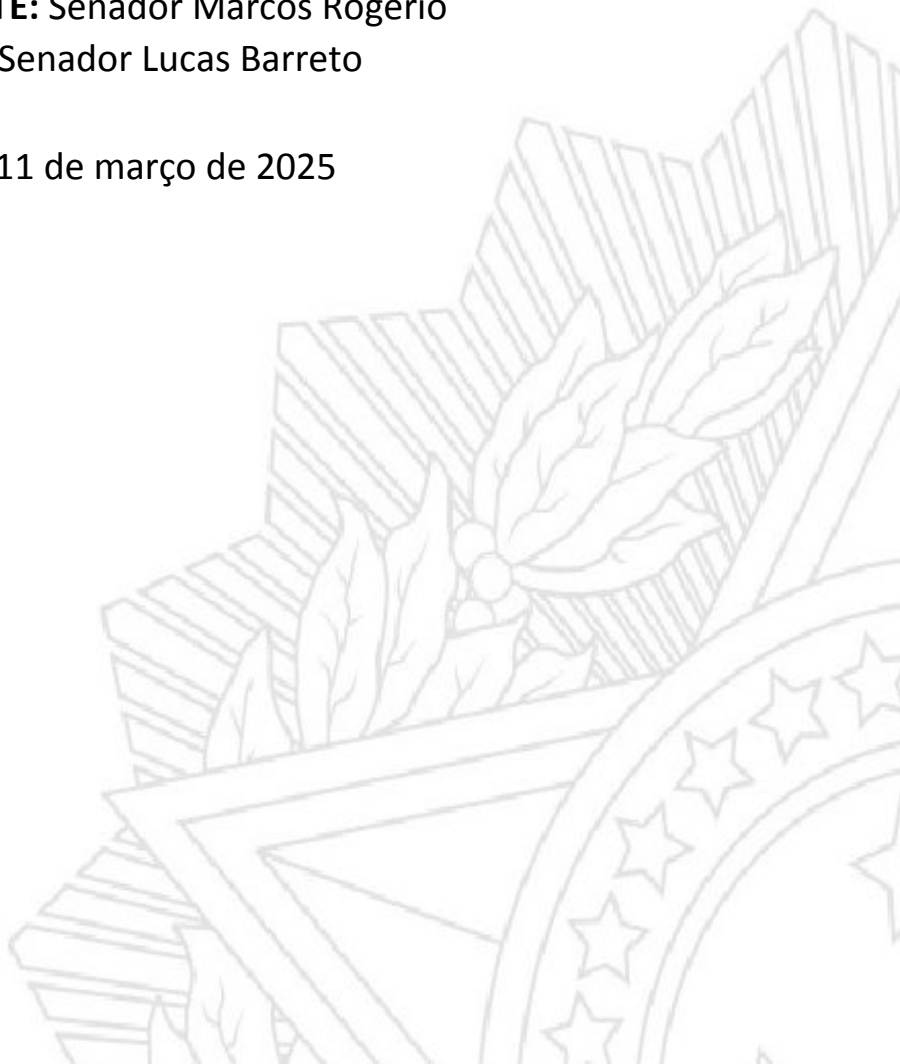 TE: Senador Marcos Rogério
Senador Lucas Barreto
11 de março de 2025